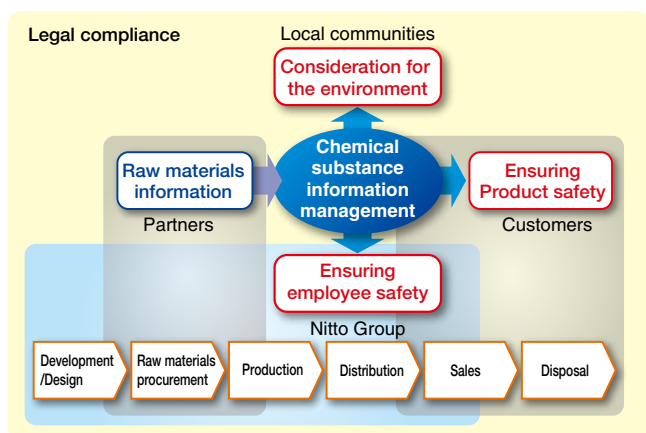 Legal compliance
Local communities
Consideration for
the environment
Chemical
substance
information
management
Raw materials
information
Ensuring
Product safety
Partners
Customers
Ensuring
employee safety
Nitto Group
Development
/Design
Raw materials
procurement
Production
Distribution
Sales
Disposal